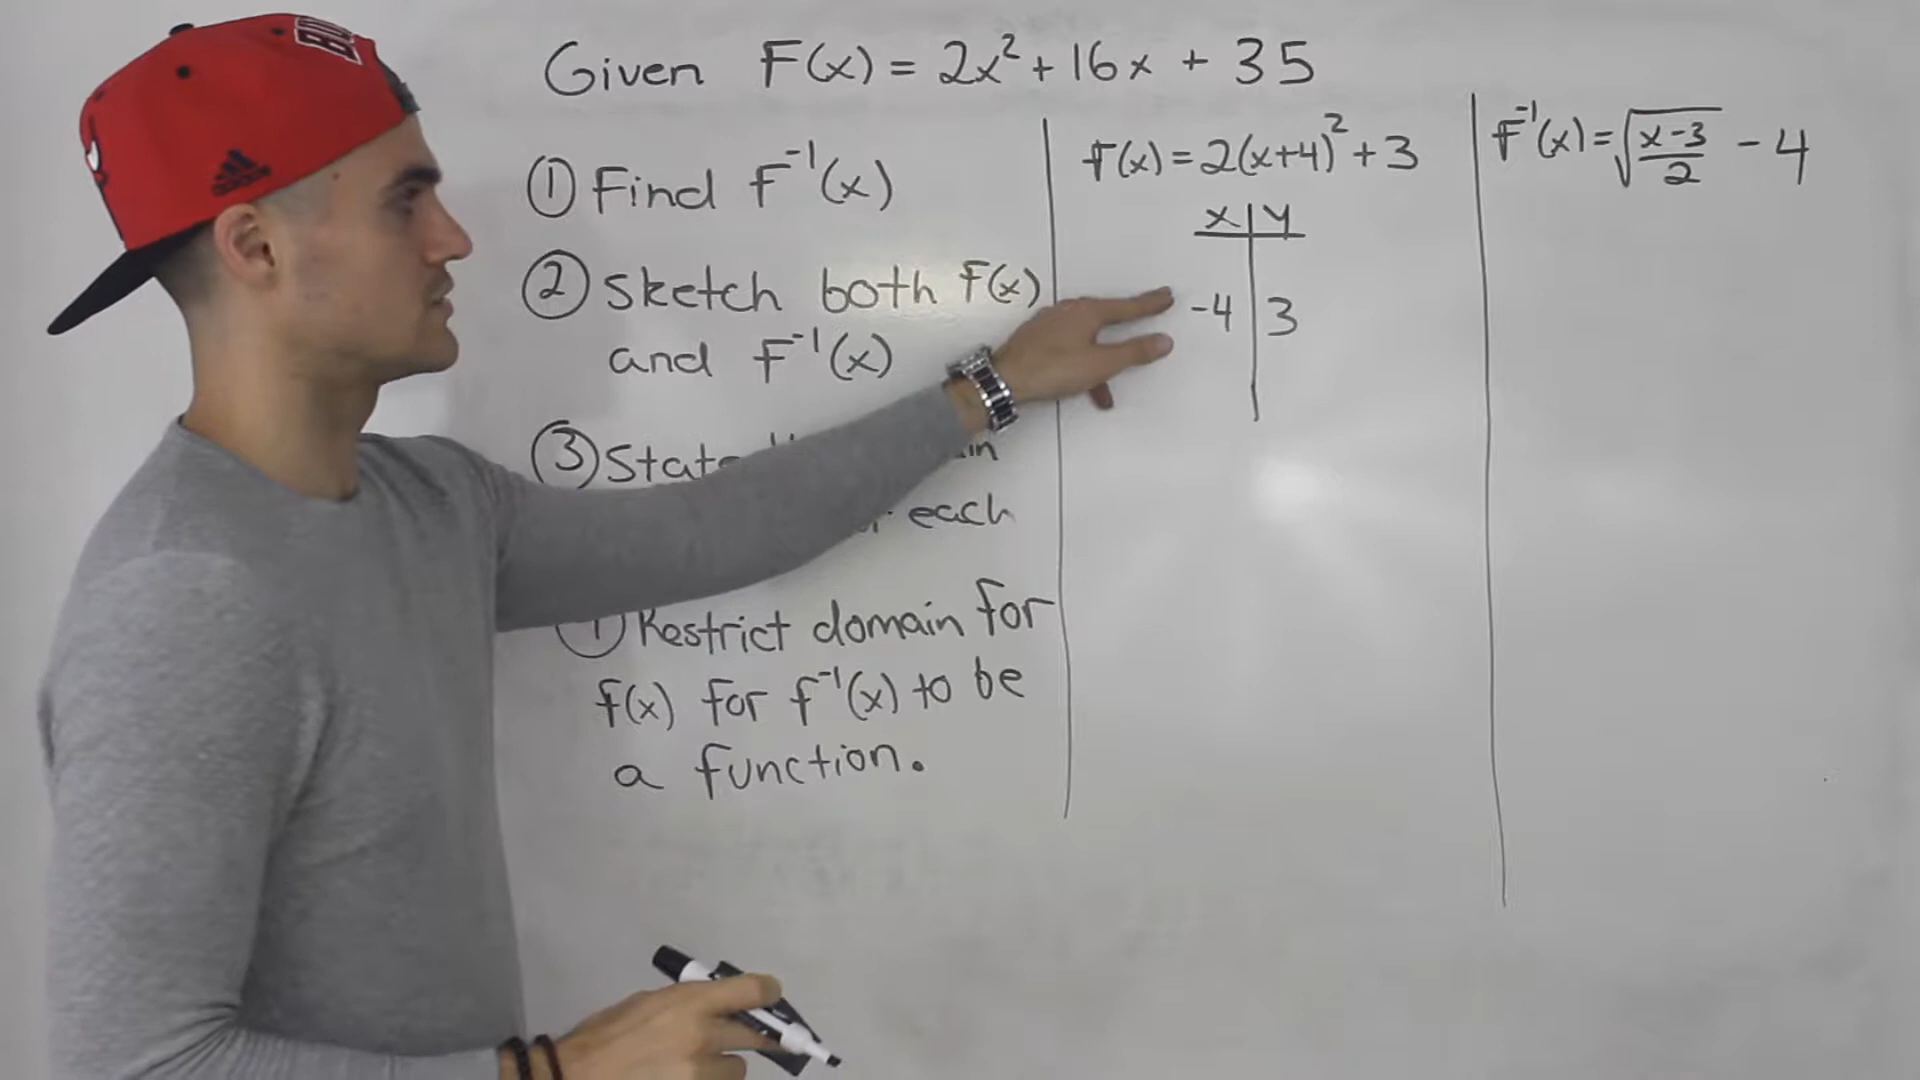 Given F(x) = 2x² + 16x + 35
① Find F⁻¹(x)
② Sketch both F(x)
and F⁻¹(x)
③ State
each
Restrict domain for
f(x) for f⁻¹(x) to be
a function.
f(x) = 2(x+4)² + 3
x | y
-4 | 3
F⁻¹(x) = √((x-3)/2) - 4